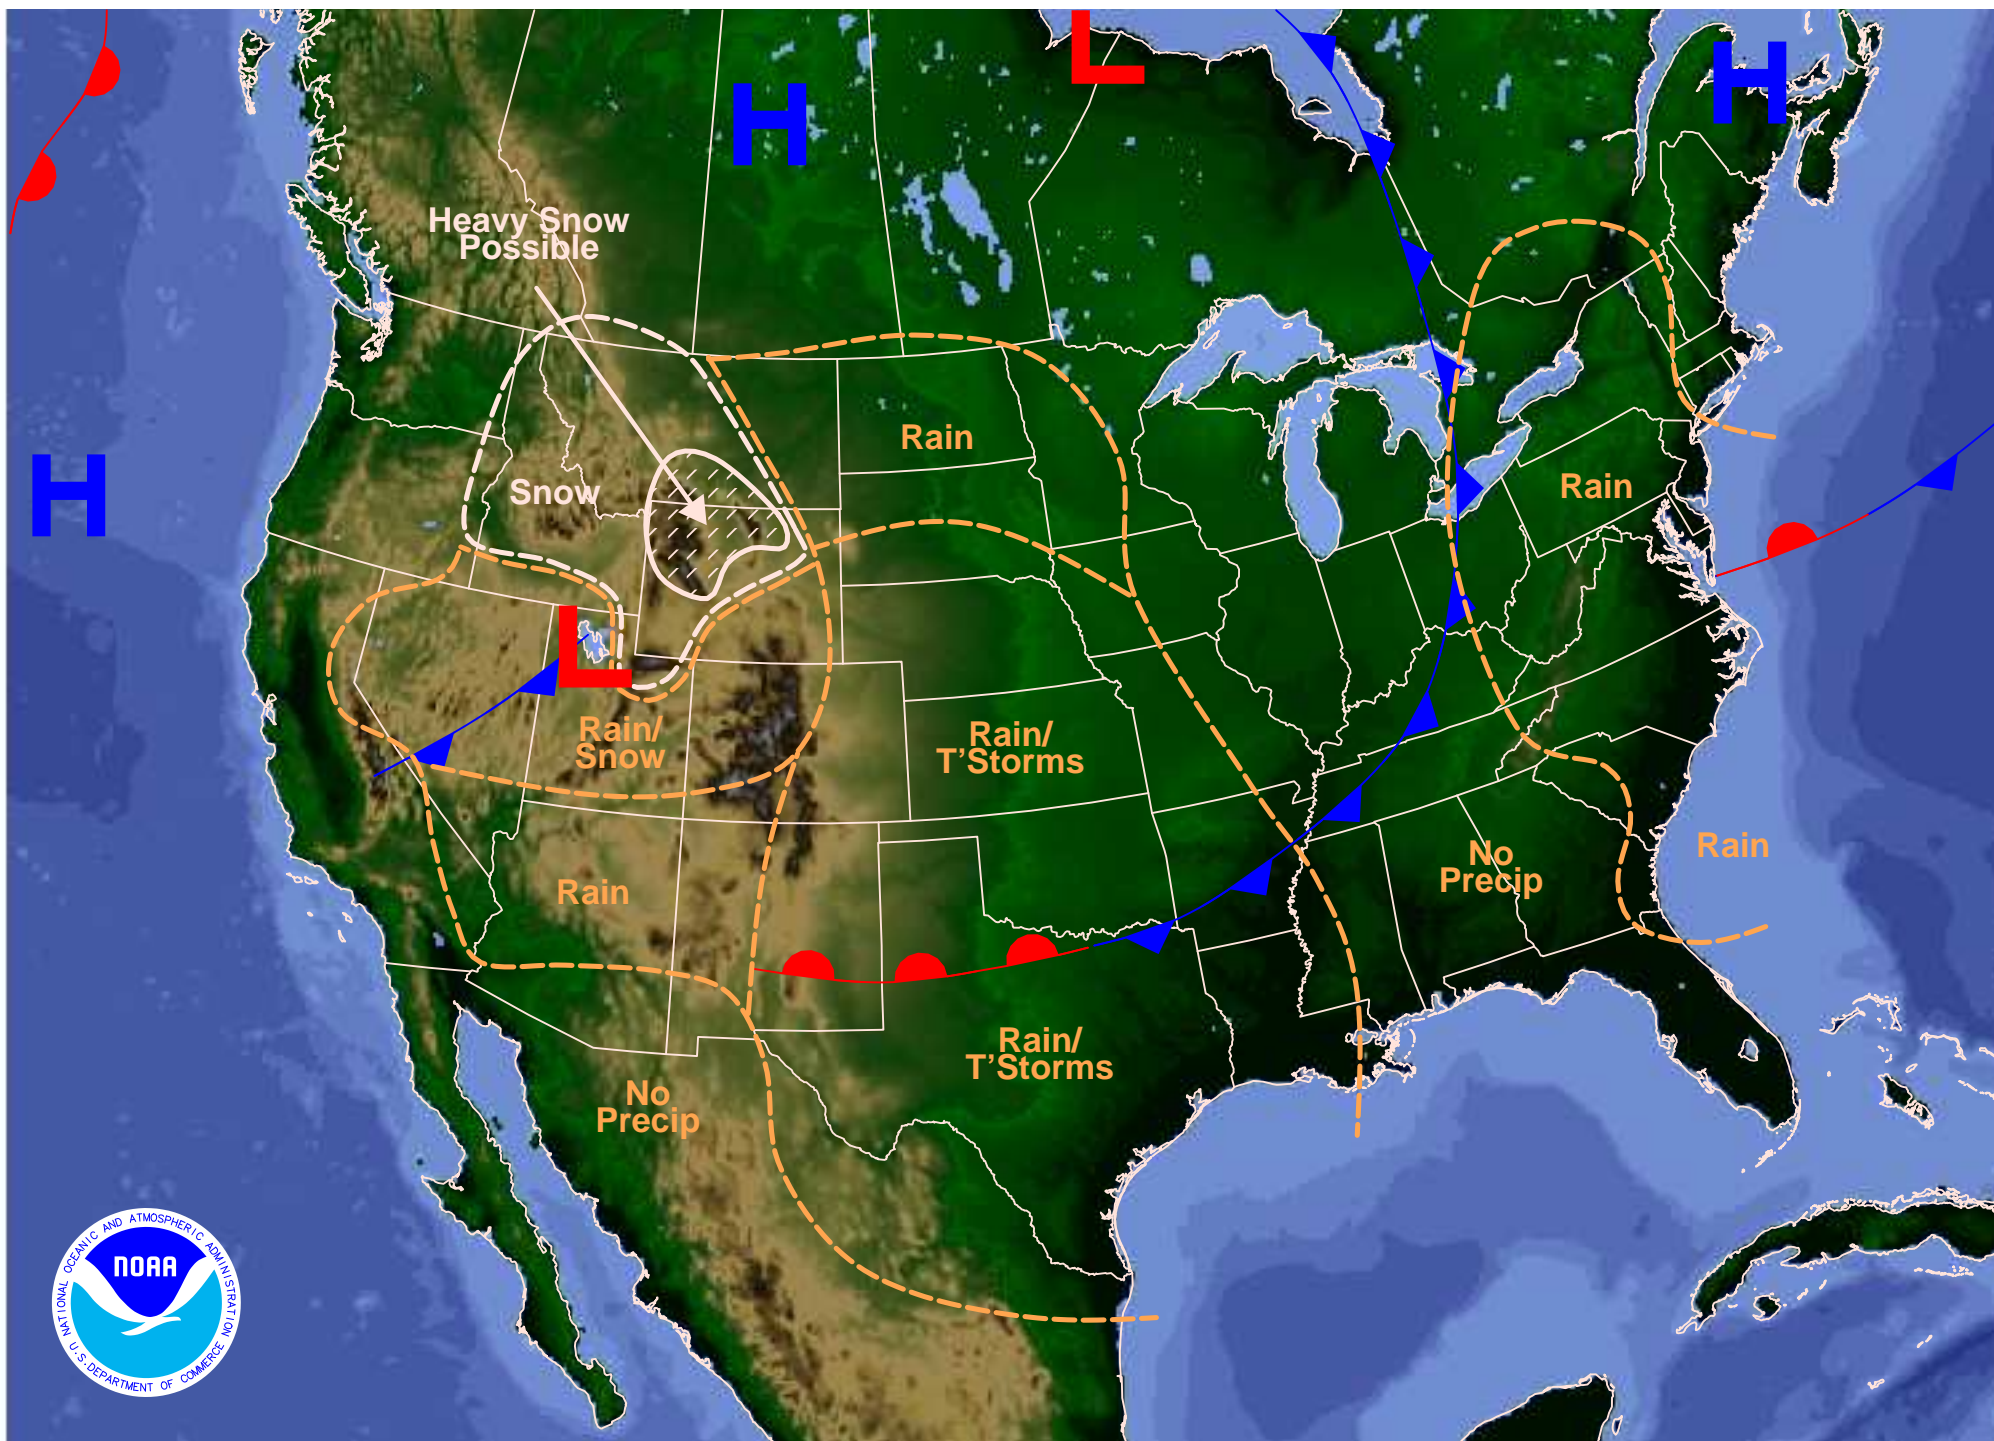 L
H
H
Heavy Snow
Possible
Rain
H
Snow
Rain
L
Rain/
Snow
Rain/
T'Storms
No
Precip
Rain
Rain
Rain/
T'Storms
No
Precip
NATIONAL OCEANIC AND ATMOSPHERIC ADMINISTRATION
NOAA
U.S. DEPARTMENT OF COMMERCE